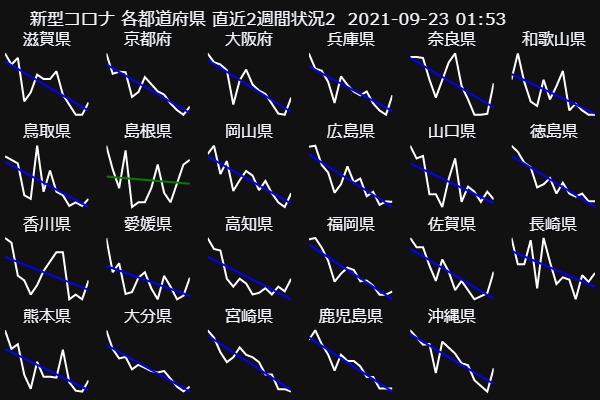 新型コロナ 各都道府県 直近2週間状況2 2021-09-23 01:53
滋賀県 京都府 大阪府 兵庫県 奈良県 和歌山県
鳥取県 島根県 岡山県 広島県 山口県 徳島県
香川県 愛媛県 高知県 福岡県 佐賀県 長崎県
熊本県 大分県 宮崎県 鹿児島県 沖縄県